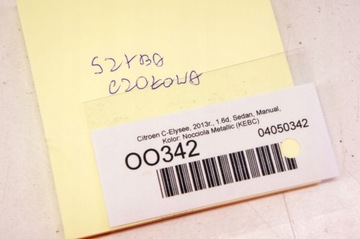 SZYBA
CZOŁOWA
Citroen C-Elysee, 2013r., 1.6d, Sedan, Manual,
Kolor: Nocciola Metallic (KEBC)
OO342
04050342